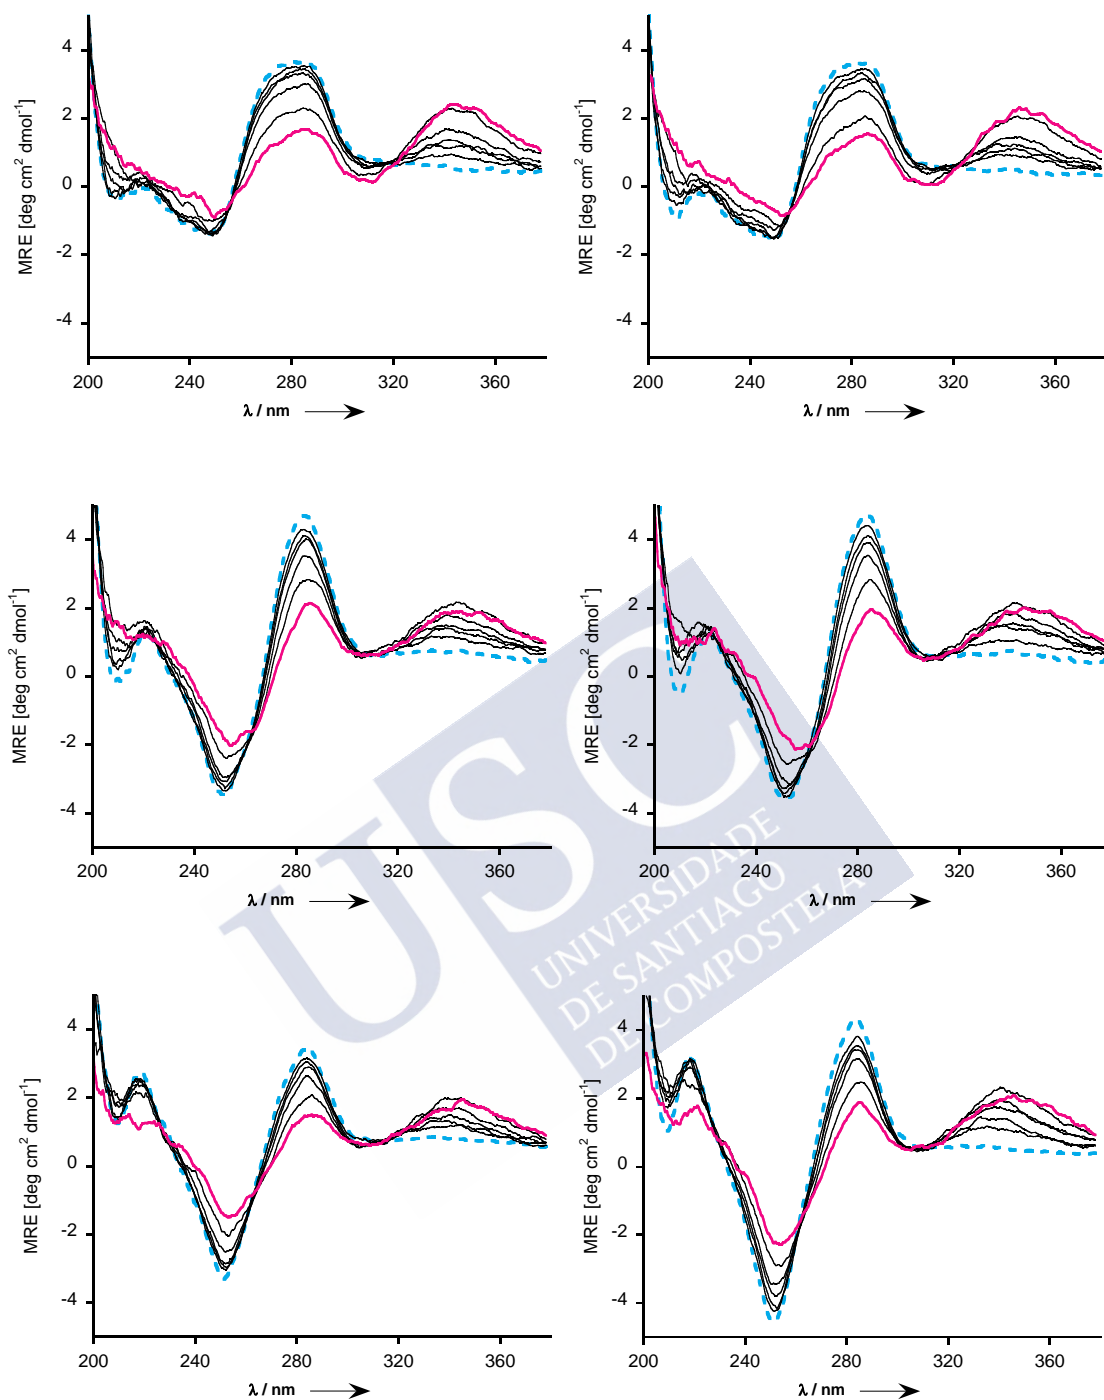 4
2
0
-2
-4
MRE [deg cm² dmol⁻¹]
200 240 280 320 360
λ / nm
4
2
0
-2
-4
MRE [deg cm² dmol⁻¹]
200 240 280 320 360
λ / nm
4
2
0
-2
-4
MRE [deg cm² dmol⁻¹]
200 240 280 320 360
λ / nm
4
2
0
-2
-4
MRE [deg cm² dmol⁻¹]
200 240 280 320 360
λ / nm
USC
UNIVERSIDADE
DE SANTIAGO
DE COMPOSTELA
4
2
0
-2
-4
MRE [deg cm² dmol⁻¹]
200 240 280 320 360
λ / nm
4
2
0
-2
-4
MRE [deg cm² dmol⁻¹]
200 240 280 320 360
λ / nm